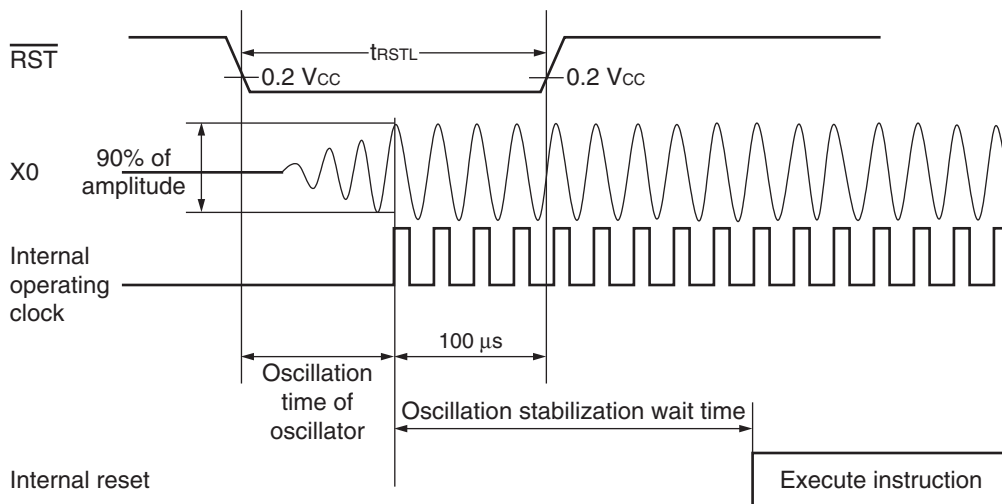 RST
tRSTL
0.2 VCC
0.2 VCC
X0
90% of
amplitude
Internal
operating
clock
100 μs
Oscillation
time of
oscillator
Oscillation stabilization wait time
Internal reset
Execute instruction